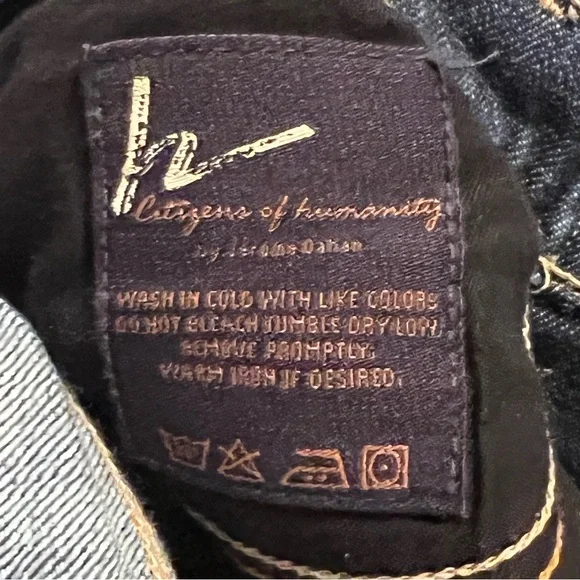 h
Citizens of humanity
by Jérôme Dahan
WASH IN COLD WITH LIKE COLORS
DO NOT BLEACH TUMBLE DRY LOW
REMOVE PROMPTLY
WARM IRON IF DESIRED